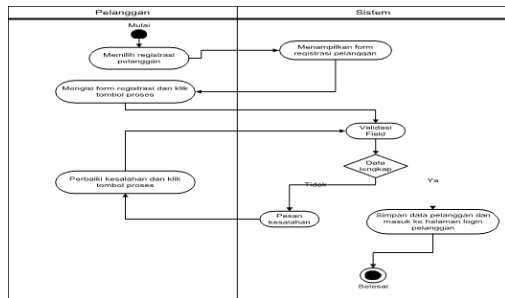 Pelanggan
Sistem
Mulai
Memilih registrasi
pelanggan
Menampilkan form
registrasi pelanggan
Mengisi form registrasi dan klik
tombol proses
Validasi
Field
Data
lengkap
Perbaiki kesalahan dan klik
tombol proses
Tidak
Ya
Pesan
kesalahan
Simpan data pelanggan dan
masuk ke halaman login
pelanggan
Selesai